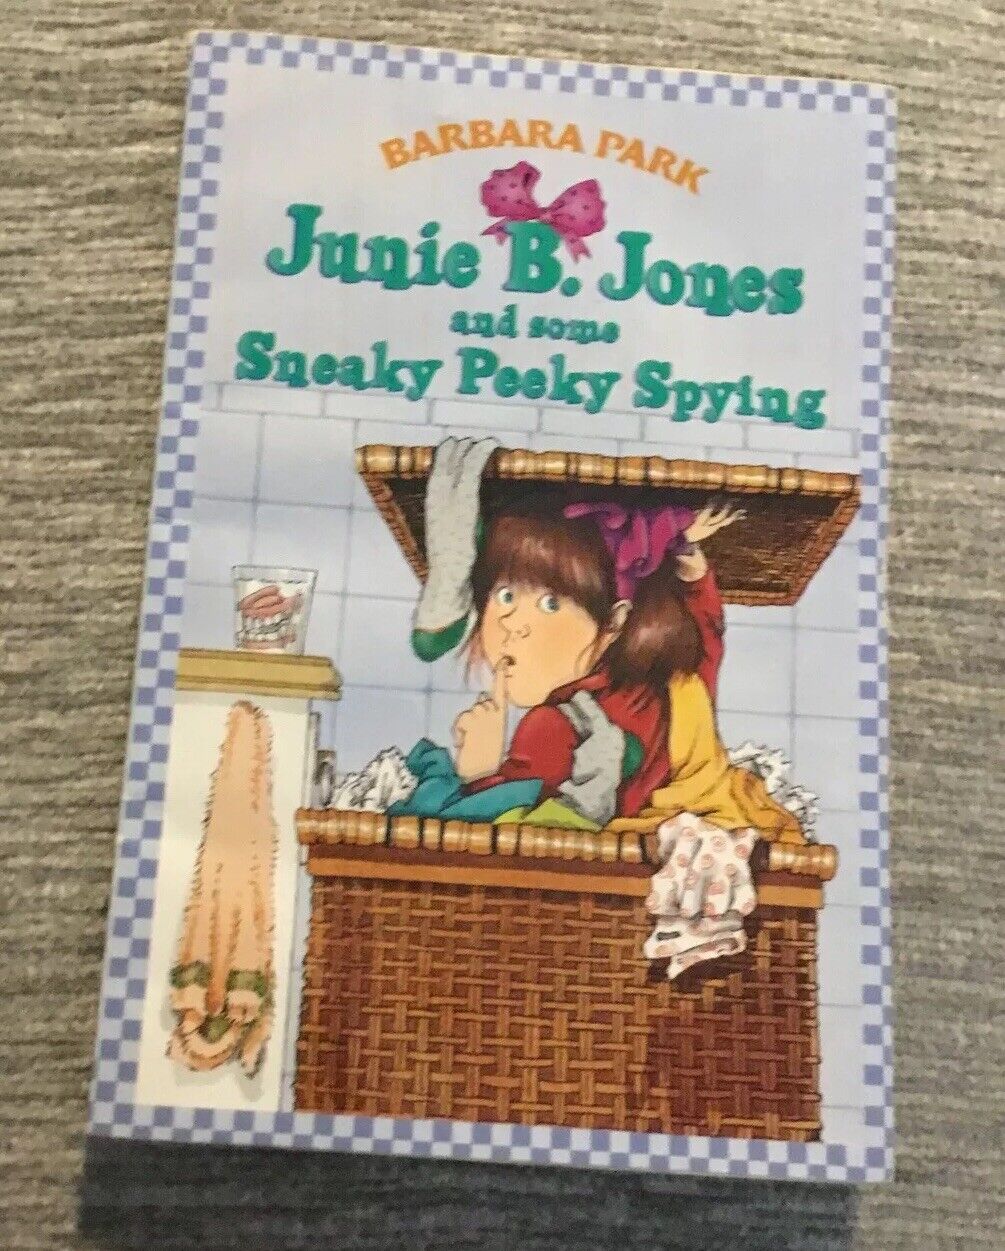 BARBARA PARK
Junie B. Jones
and some
Sneaky Peeky Spying